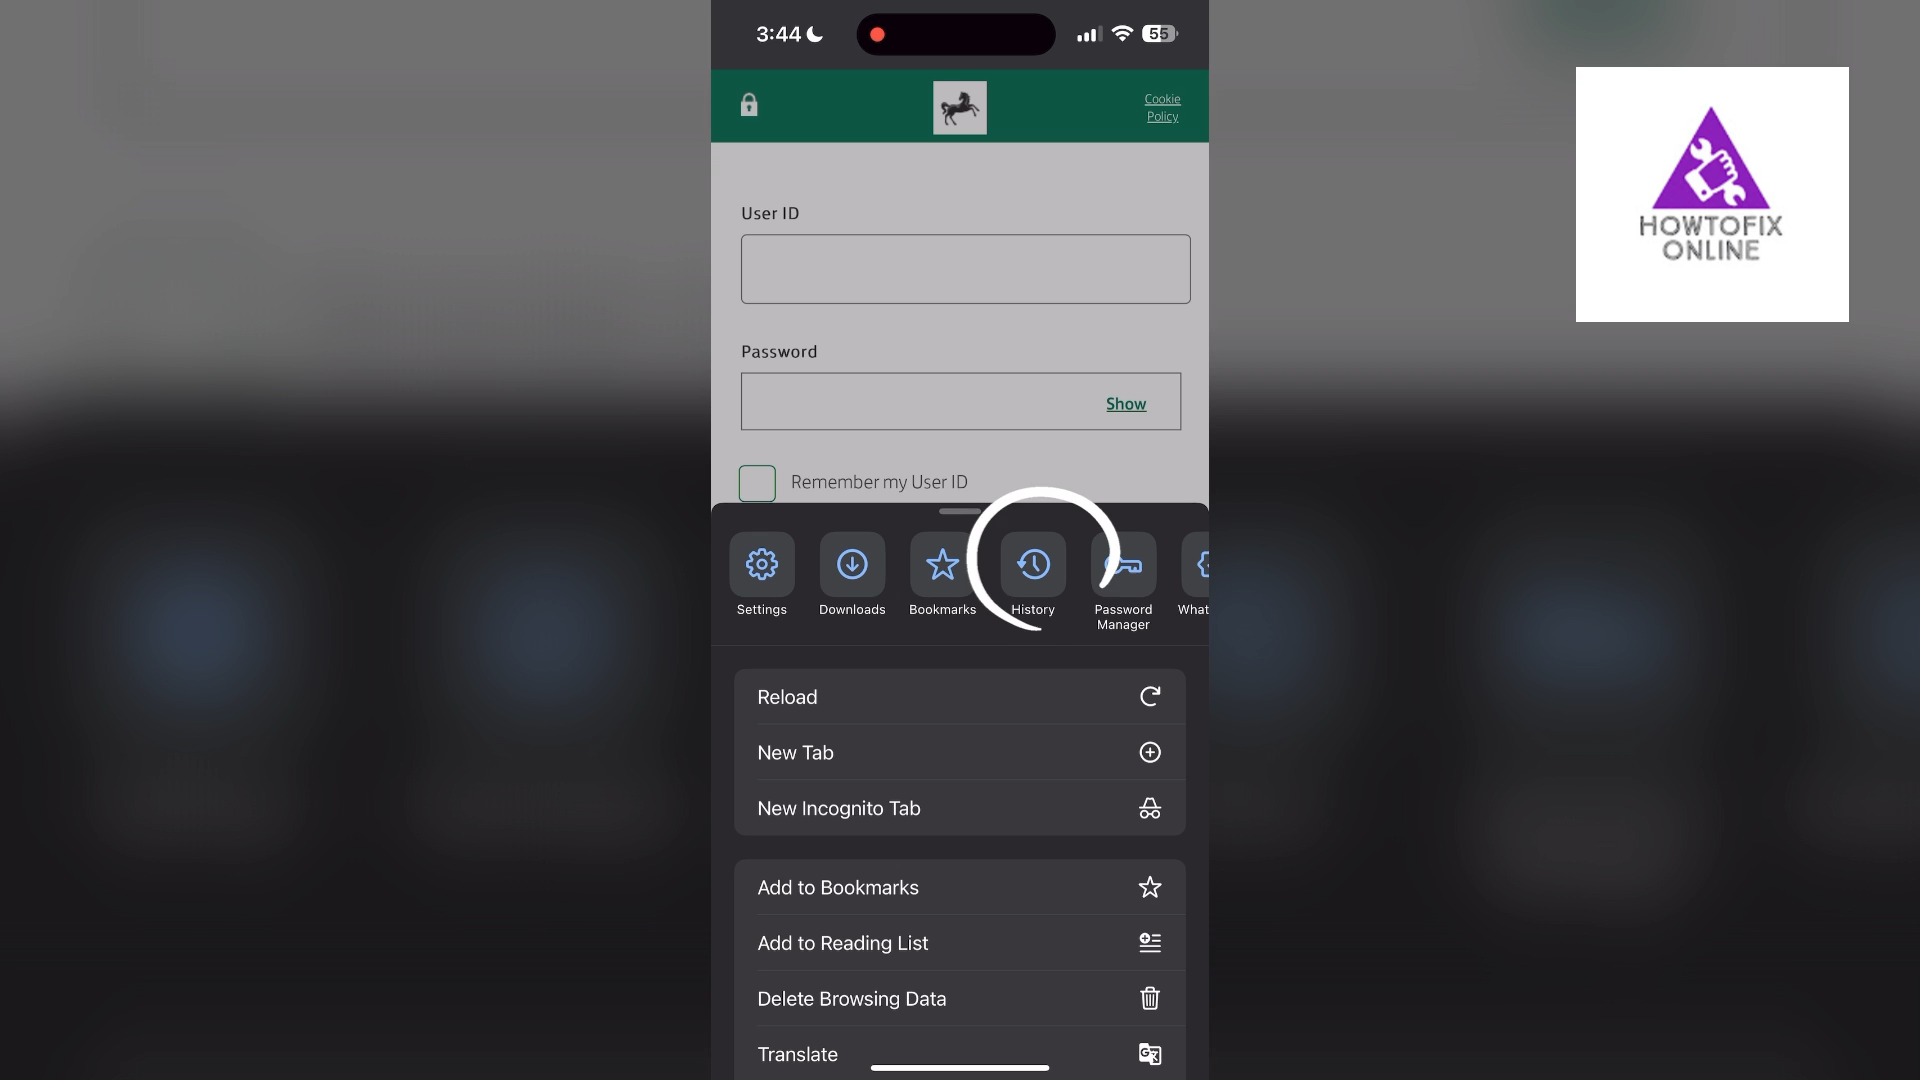 3:44
55
Cookie
Policy
User ID
Password
Show
Remember my User ID
Settings
Downloads
Bookmarks
History
Password
Manager
What
Reload
New Tab
New Incognito Tab
Add to Bookmarks
Add to Reading List
Delete Browsing Data
Translate
HOWTOFIX
ONLINE